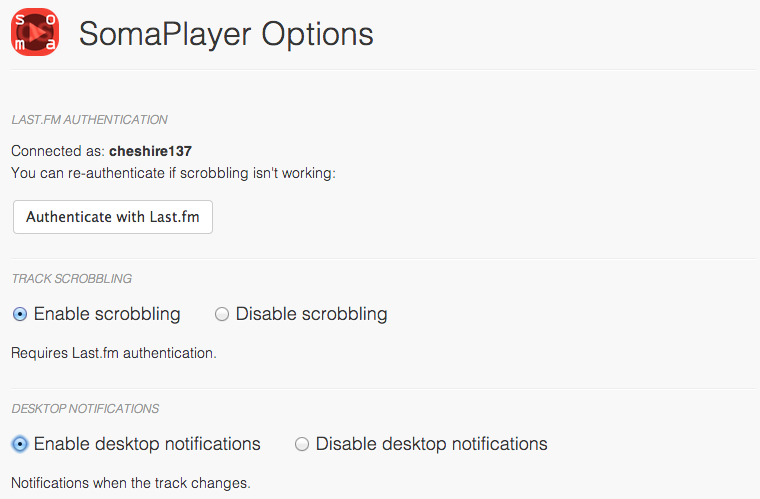 so
ma
SomaPlayer Options
LAST.FM AUTHENTICATION
Connected as: cheshire137
You can re-authenticate if scrobbling isn't working:
Authenticate with Last.fm
TRACK SCROBBLING
Enable scrobbling Disable scrobbling
Requires Last.fm authentication.
DESKTOP NOTIFICATIONS
Enable desktop notifications Disable desktop notifications
Notifications when the track changes.